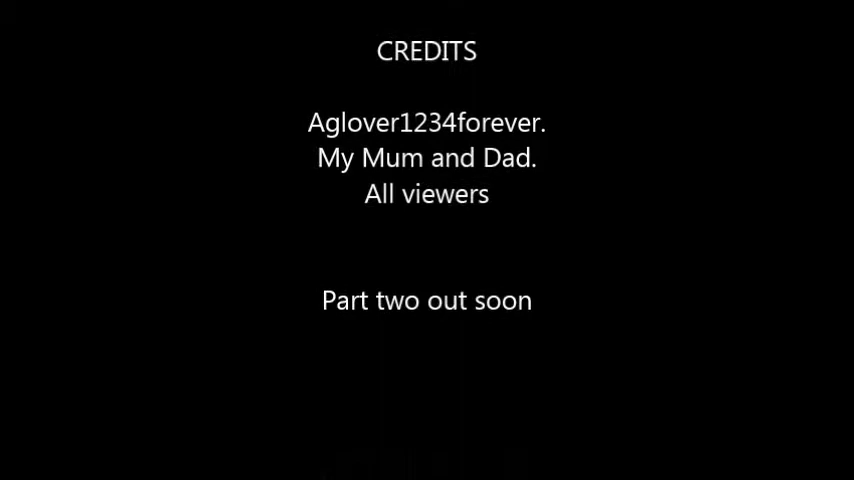 CREDITS
Aglover1234forever.
My Mum and Dad.
All viewers
Part two out soon